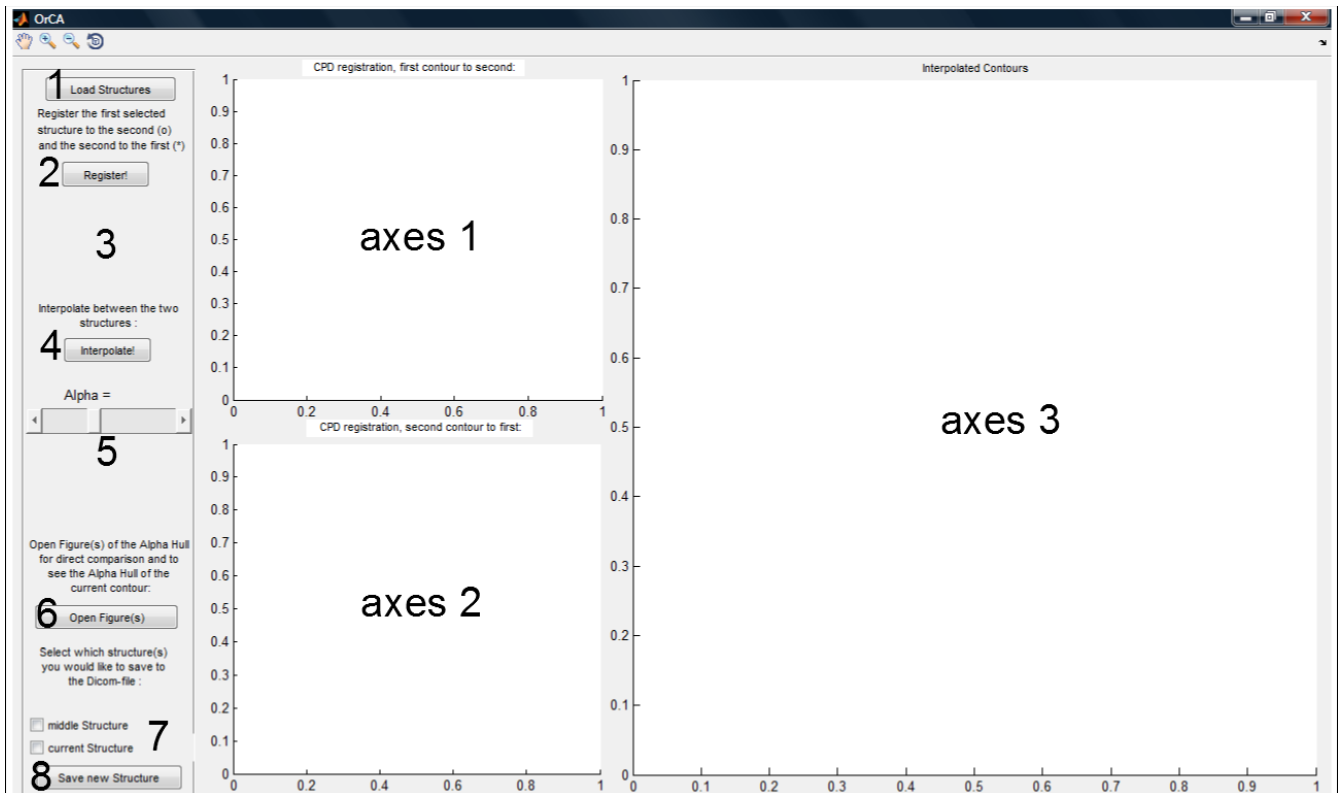 OrCA
1 Load Structures
Register the first selected
structure to the second (o)
and the second to the first (*)
2 Register!
3
Interpolate between the two
structures :
4 Interpolate!
Alpha =
5
Open Figure(s) of the Alpha Hull
for direct comparison and to
see the Alpha Hull of the
current contour:
6 Open Figure(s)
Select which structure(s)
you would like to save to
the Dicom-file :
middle Structure
7
current Structure
8 Save new Structure
CPD registration, first contour to second:
1
0.9
0.8
0.7
0.6
0.5
0.4
0.3
0.2
0.1
0
axes 1
0 0.2 0.4 0.6 0.8 1
CPD registration, second contour to first:
1
0.9
0.8
0.7
0.6
0.5
0.4
0.3
0.2
0.1
0
axes 2
0 0.2 0.4 0.6 0.8 1
Interpolated Contours
1
0.9
0.8
0.7
0.6
0.5
0.4
0.3
0.2
0.1
0
axes 3
0 0.1 0.2 0.3 0.4 0.5 0.6 0.7 0.8 0.9 1